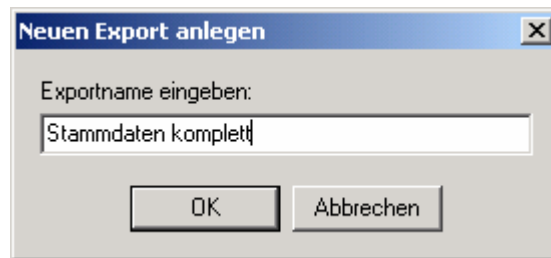 Neuen Export anlegen
Exportname eingeben:
Stammdaten komplett
OK Abbrechen